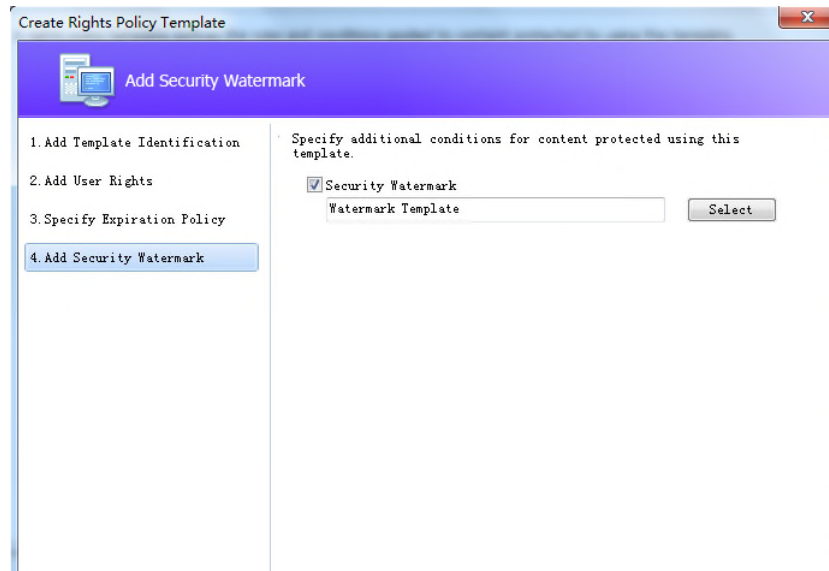 Create Rights Policy Template
Add Security Watermark
1.Add Template Identification
2.Add User Rights
3.Specify Expiration Policy
4.Add Security Watermark
Specify additional conditions for content protected using this
template.
Security Watermark
Watermark Template
Select